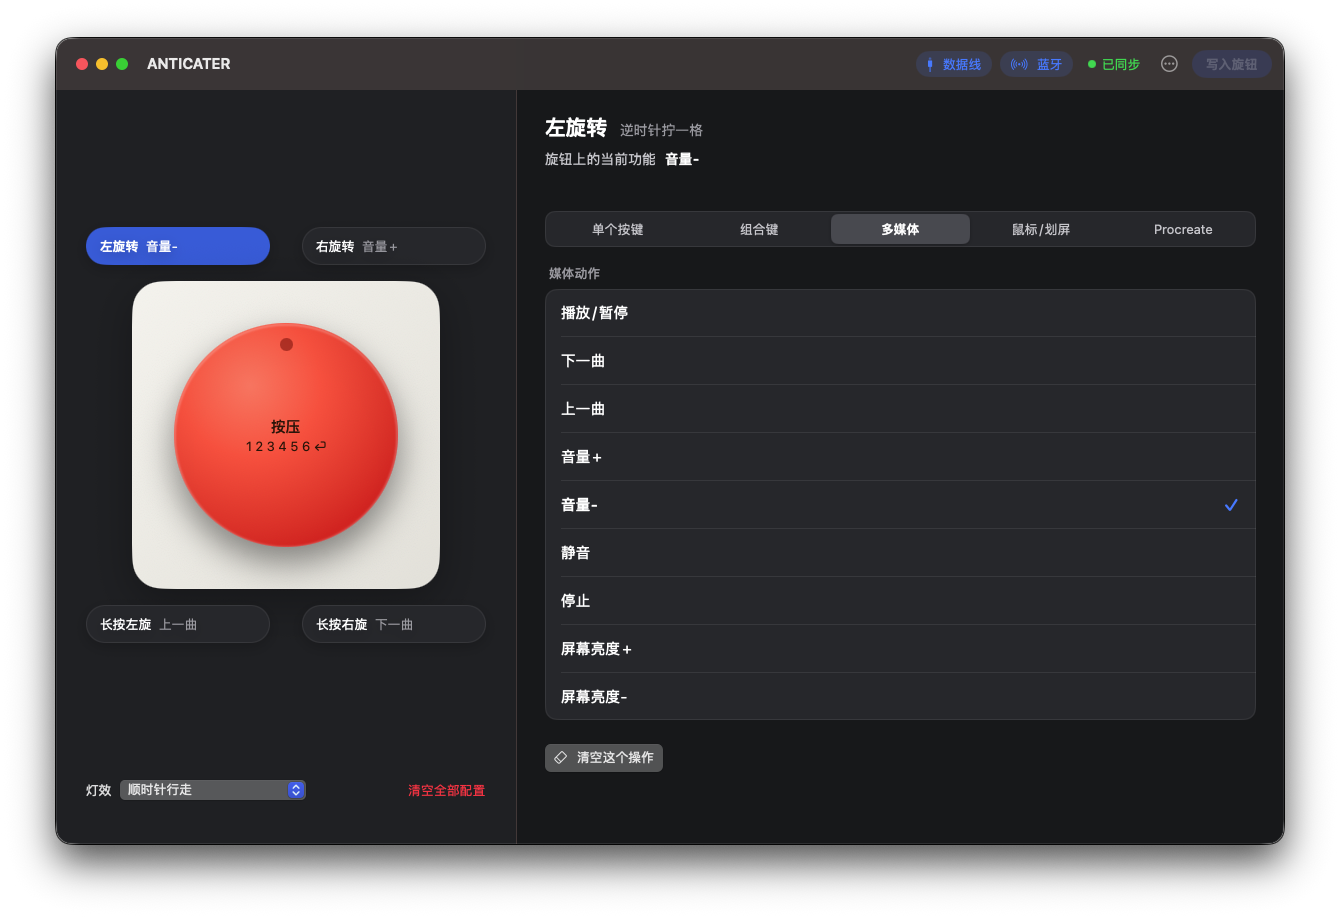 ANTICATER
数据线
蓝牙
已同步
写入旋钮
左旋转 音量-
右旋转 音量+
按压
1 2 3 4 5 6 ⏎
长按左旋 上一曲
长按右旋 下一曲
灯效 顺时针行走
清空全部配置
左旋转 逆时针拧一格
旋钮上的当前功能 音量-
单个按键
组合键
多媒体
鼠标/划屏
Procreate
媒体动作
播放/暂停
下一曲
上一曲
音量+
音量-
静音
停止
屏幕亮度+
屏幕亮度-
清空这个操作